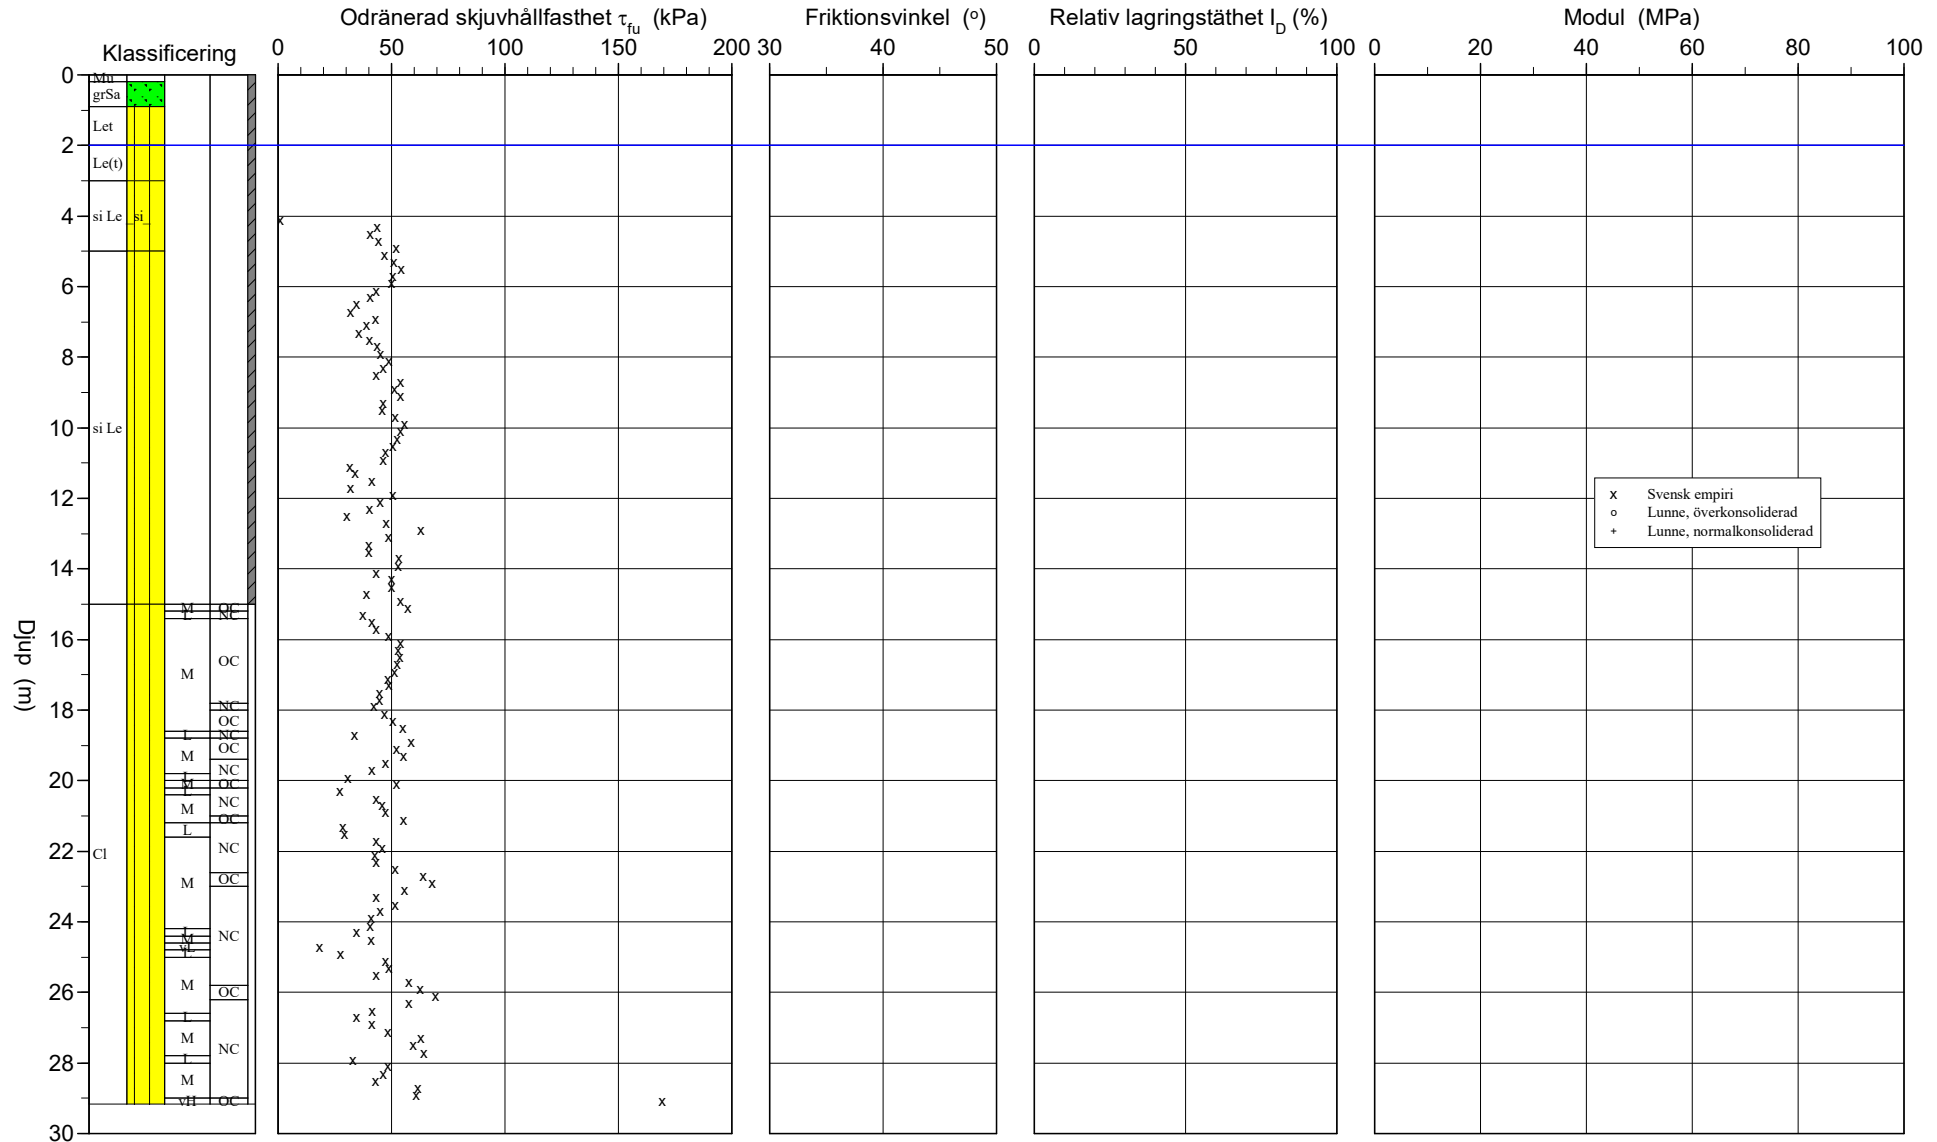 Odränerad skjuvhållfasthet τfu (kPa)
Friktionsvinkel (o)
Relativ lagringstäthet ID (%)
Modul (MPa)
Klassificering
0 50 100 150 200
30 40 50
0 50 100
0 20 40 60 80 100
Djup (m)
0
2
4
6
8
10
12
14
16
18
20
22
24
26
28
30
Mu
grSa
Let
Le(t)
si Le
si Le
Cl
_si_
M
L
M
L
M
L
M
L
M
L
M
L
M
vL
L
M
L
M
L
M
vH
OC
NC
OC
NC
OC
NC
OC
NC
OC
NC
OC
NC
OC
NC
OC
NC
OC
x Svensk empiri
o Lunne, överkonsoliderad
+ Lunne, normalkonsoliderad